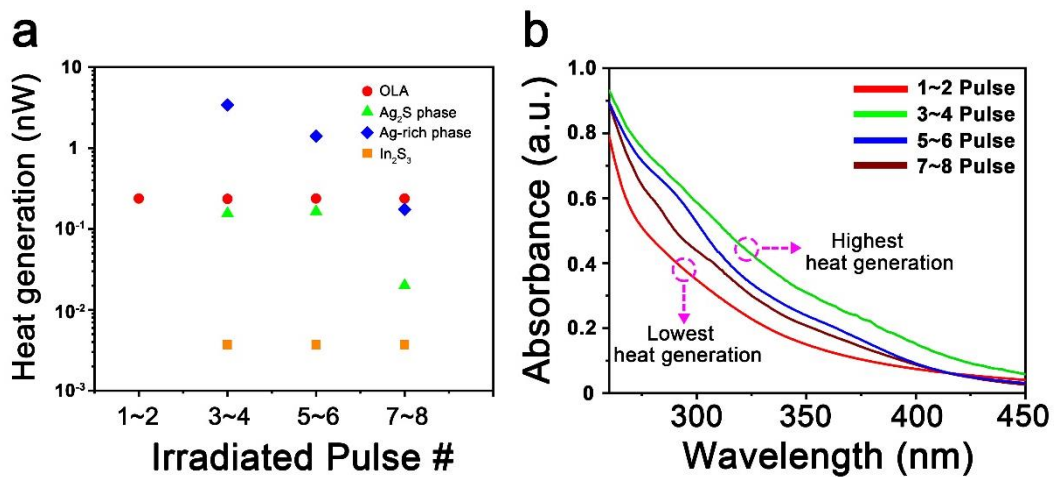 a
Heat generation (nW)
10
1
10⁻¹
10⁻²
10⁻³
OLA
Ag₂S phase
Ag-rich phase
In₂S₃
1~2
3~4
5~6
7~8
Irradiated Pulse #
b
Absorbance (a.u.)
0.8
0.6
0.4
0.2
0
1~2 Pulse
3~4 Pulse
5~6 Pulse
7~8 Pulse
Highest
heat generation
Lowest
heat generation
300
350
400
450
Wavelength (nm)